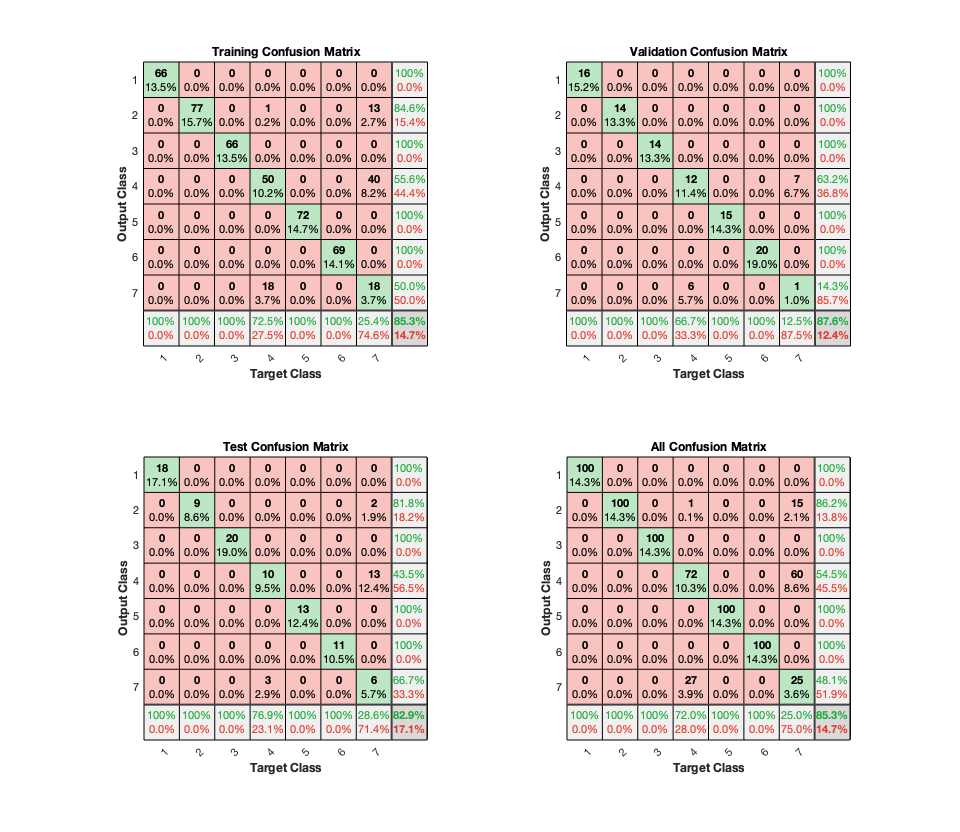 Training Confusion Matrix
1 66 0 0 0 0 0 0 100%
13.5% 0.0% 0.0% 0.0% 0.0% 0.0% 0.0% 0.0%
2 0 77 0 1 0 0 13 84.6%
0.0% 15.7% 0.0% 0.2% 0.0% 0.0% 2.7% 15.4%
3 0 0 66 0 0 0 0 100%
0.0% 0.0% 13.5% 0.0% 0.0% 0.0% 0.0% 0.0%
4 0 0 0 50 0 0 40 55.6%
0.0% 0.0% 0.0% 10.2% 0.0% 0.0% 8.2% 44.4%
5 0 0 0 0 72 0 0 100%
0.0% 0.0% 0.0% 0.0% 14.7% 0.0% 0.0% 0.0%
6 0 0 0 0 0 69 0 100%
0.0% 0.0% 0.0% 0.0% 0.0% 14.1% 0.0% 0.0%
7 0 0 0 18 0 0 18 50.0%
0.0% 0.0% 0.0% 3.7% 0.0% 0.0% 3.7% 50.0%
100% 100% 100% 72.5% 100% 100% 25.4% 85.3%
0.0% 0.0% 0.0% 27.5% 0.0% 0.0% 74.6% 14.7%
1 2 3 4 5 6 7
Target Class
Output Class
Validation Confusion Matrix
1 16 0 0 0 0 0 0 100%
15.2% 0.0% 0.0% 0.0% 0.0% 0.0% 0.0% 0.0%
2 0 14 0 0 0 0 0 100%
0.0% 13.3% 0.0% 0.0% 0.0% 0.0% 0.0% 0.0%
3 0 0 14 0 0 0 0 100%
0.0% 0.0% 13.3% 0.0% 0.0% 0.0% 0.0% 0.0%
4 0 0 0 12 0 0 7 63.2%
0.0% 0.0% 0.0% 11.4% 0.0% 0.0% 6.7% 36.8%
5 0 0 0 0 15 0 0 100%
0.0% 0.0% 0.0% 0.0% 14.3% 0.0% 0.0% 0.0%
6 0 0 0 0 0 20 0 100%
0.0% 0.0% 0.0% 0.0% 0.0% 19.0% 0.0% 0.0%
7 0 0 0 6 0 0 1 14.3%
0.0% 0.0% 0.0% 5.7% 0.0% 0.0% 1.0% 85.7%
100% 100% 100% 66.7% 100% 100% 12.5% 87.6%
0.0% 0.0% 0.0% 33.3% 0.0% 0.0% 87.5% 12.4%
1 2 3 4 5 6 7
Target Class
Output Class
Test Confusion Matrix
1 18 0 0 0 0 0 0 100%
17.1% 0.0% 0.0% 0.0% 0.0% 0.0% 0.0% 0.0%
2 0 9 0 0 0 0 2 81.8%
0.0% 8.6% 0.0% 0.0% 0.0% 0.0% 1.9% 18.2%
3 0 0 20 0 0 0 0 100%
0.0% 0.0% 19.0% 0.0% 0.0% 0.0% 0.0% 0.0%
4 0 0 0 10 0 0 13 43.5%
0.0% 0.0% 0.0% 9.5% 0.0% 0.0% 12.4% 56.5%
5 0 0 0 0 13 0 0 100%
0.0% 0.0% 0.0% 0.0% 12.4% 0.0% 0.0% 0.0%
6 0 0 0 0 0 11 0 100%
0.0% 0.0% 0.0% 0.0% 0.0% 10.5% 0.0% 0.0%
7 0 0 0 3 0 0 6 66.7%
0.0% 0.0% 0.0% 2.9% 0.0% 0.0% 5.7% 33.3%
100% 100% 100% 76.9% 100% 100% 28.6% 82.9%
0.0% 0.0% 0.0% 23.1% 0.0% 0.0% 71.4% 17.1%
1 2 3 4 5 6 7
Target Class
Output Class
All Confusion Matrix
1 100 0 0 0 0 0 0 100%
14.3% 0.0% 0.0% 0.0% 0.0% 0.0% 0.0% 0.0%
2 0 100 0 1 0 0 15 86.2%
0.0% 14.3% 0.0% 0.1% 0.0% 0.0% 2.1% 13.8%
3 0 0 100 0 0 0 0 100%
0.0% 0.0% 14.3% 0.0% 0.0% 0.0% 0.0% 0.0%
4 0 0 0 72 0 0 60 54.5%
0.0% 0.0% 0.0% 10.3% 0.0% 0.0% 8.6% 45.5%
5 0 0 0 0 100 0 0 100%
0.0% 0.0% 0.0% 0.0% 14.3% 0.0% 0.0% 0.0%
6 0 0 0 0 0 100 0 100%
0.0% 0.0% 0.0% 0.0% 0.0% 14.3% 0.0% 0.0%
7 0 0 0 27 0 0 25 48.1%
0.0% 0.0% 0.0% 3.9% 0.0% 0.0% 3.6% 51.9%
100% 100% 100% 72.0% 100% 100% 25.0% 85.3%
0.0% 0.0% 0.0% 28.0% 0.0% 0.0% 75.0% 14.7%
1 2 3 4 5 6 7
Target Class
Output Class